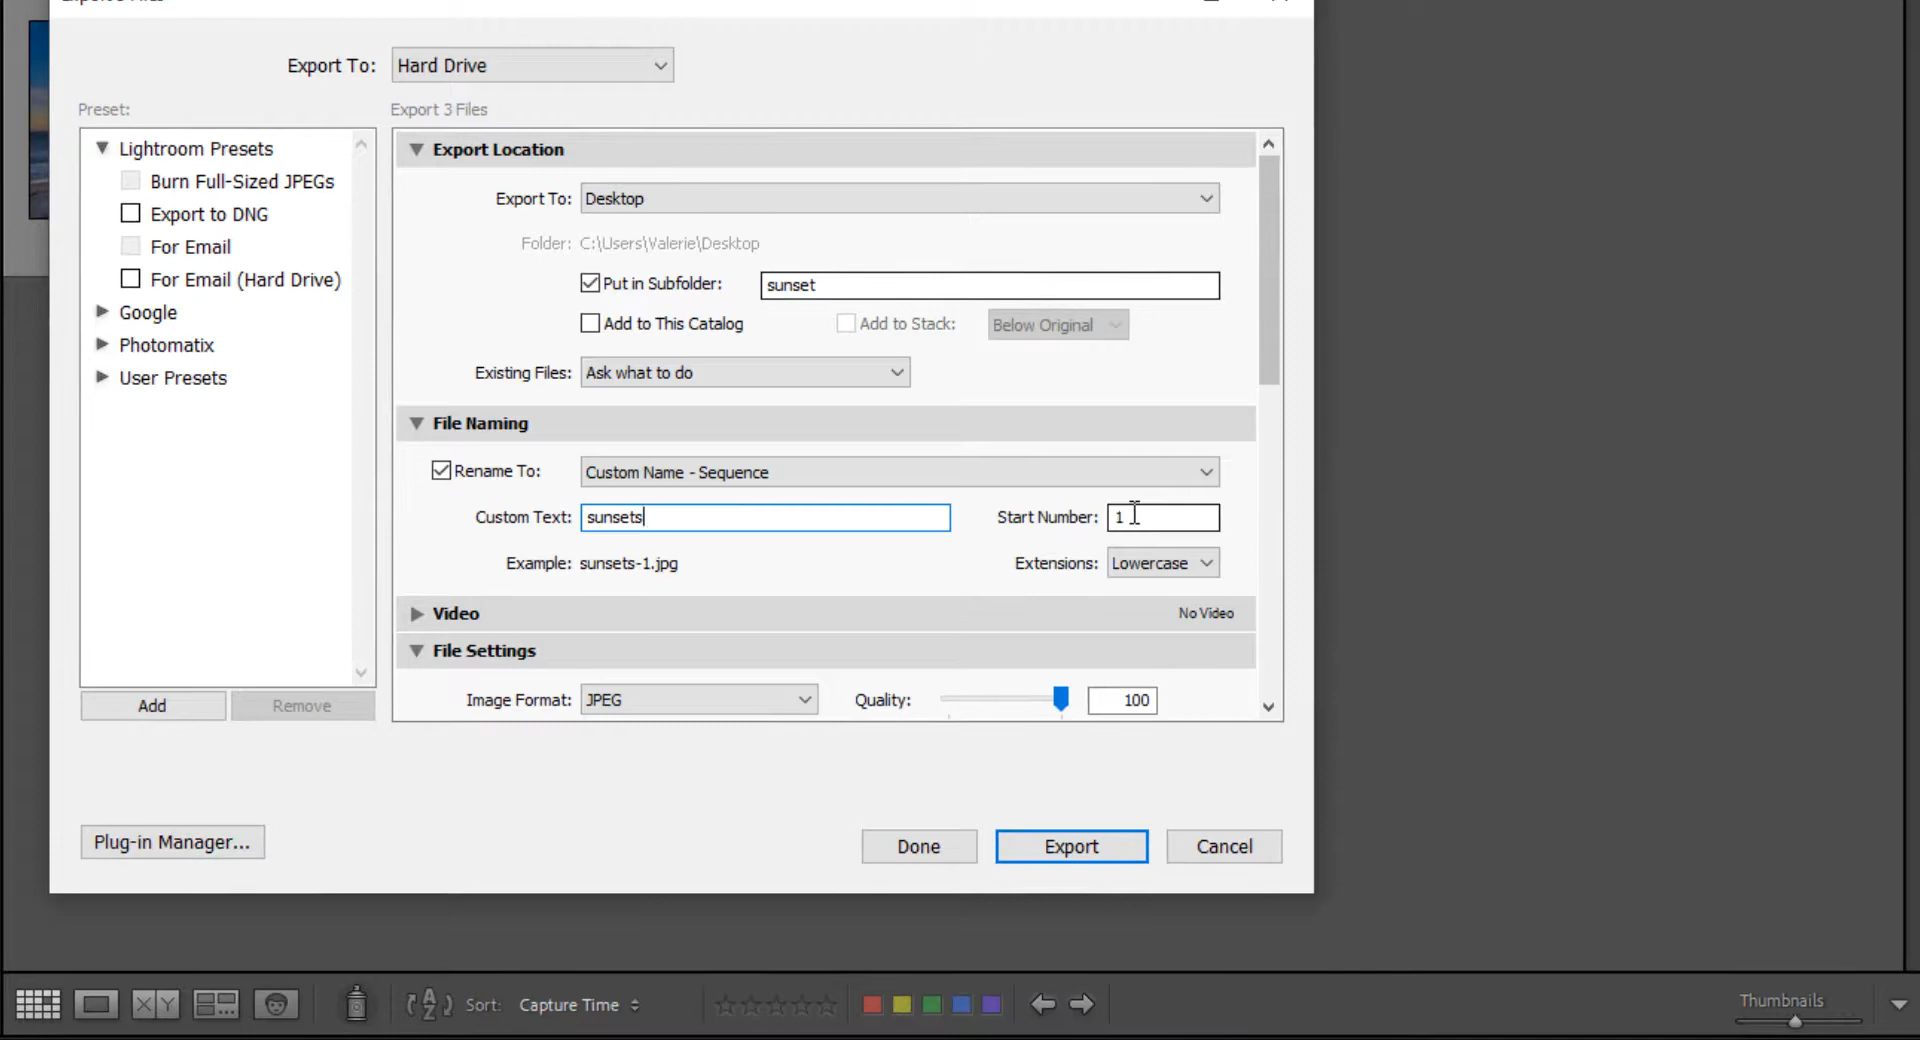 Export To: Hard Drive
Preset: Export 3 Files
Lightroom Presets
Burn Full-Sized JPEGs
Export to DNG
For Email
For Email (Hard Drive)
Google
Photomatix
User Presets
Add Remove
Export Location
Export To: Desktop
Folder: C:\Users\Valerie\Desktop
Put in Subfolder: sunset
Add to This Catalog Add to Stack: Below Original
Existing Files: Ask what to do
File Naming
Rename To: Custom Name - Sequence
Custom Text: sunsets Start Number: 1
Example: sunsets-1.jpg Extensions: Lowercase
Video No Video
File Settings
Image Format: JPEG Quality: 100
Plug-in Manager... Done Export Cancel
XY AZ Sort: Capture Time Thumbnails